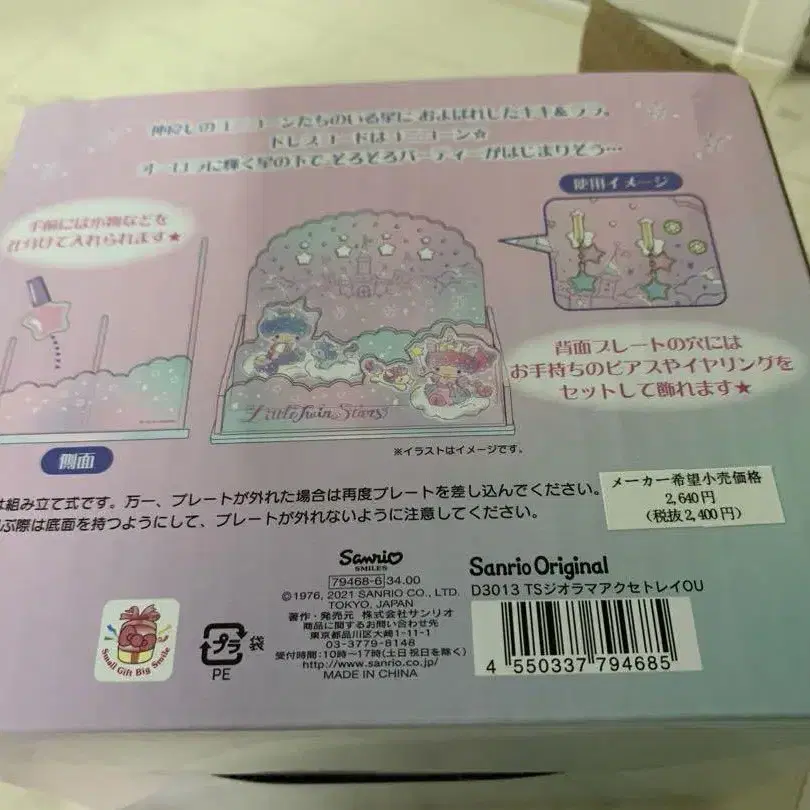 仲良しのユニコーンたちのいる星に およばれしたキキ&ララ。
ドレスコードはユニコーン☆
オーロラに輝く星の下で、そろそろパーティーがはじまりそう…
使用イメージ
手前には小物などを
仕分けて入れられます★
背面プレートの穴には
お手持ちのピアスやイヤリングを
セットして飾れます★
Little Twin Stars
※イラストはイメージです。
側面
は組み立て式です。万一、プレートが外れた場合は再度プレートを差し込んでください。
ぶ際は底面を持つようにして、プレートが外れないように注意してください。
メーカー希望小売価格
2,640円
(税抜2,400円)
Sanrio
SMILES
79468-6 34.00
©1976, 2021 SANRIO CO., LTD.
TOKYO, JAPAN
著作・発売元 株式会社サンリオ
商品に関するお問い合わせ
東京都品川区大崎1-11-1
03-3779-8148
受付時間:10時〜17時(土日祝日を除く)
http://www.sanrio.co.jp/
MADE IN CHINA
Sanrio Original
D3013 TSジオラマアクセトレイOU
4 550337 794685
Small Gift Big Smile
プラ 袋
PE